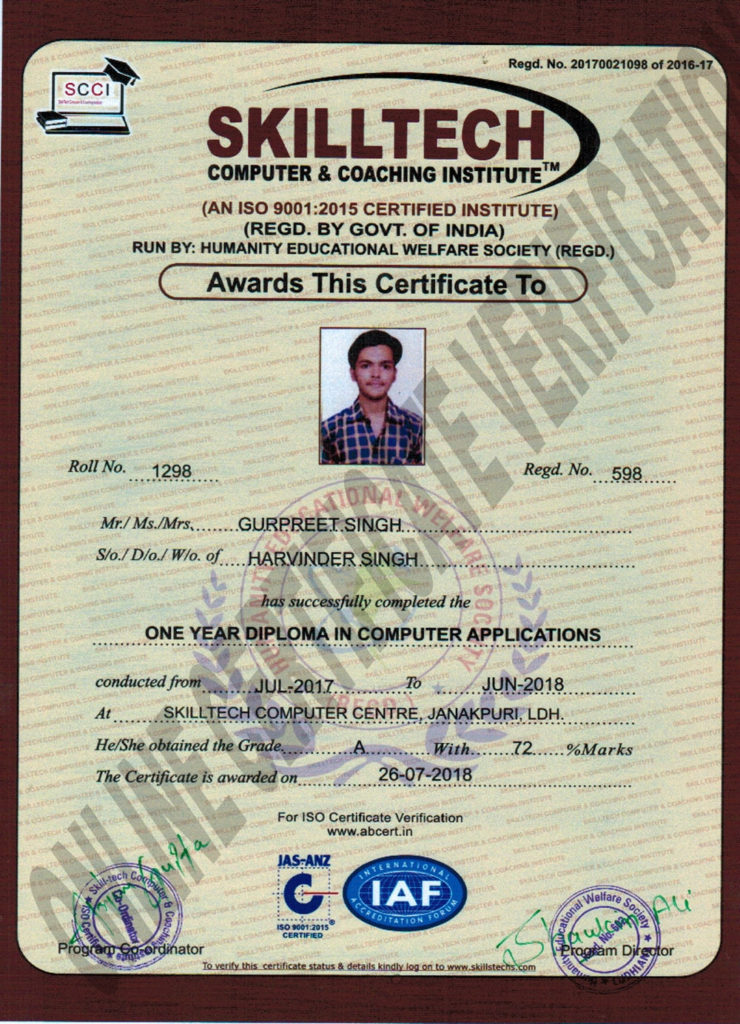 Regd. No. 20170021098 of 2016-17
SCCI
SKILLTECH
COMPUTER & COACHING INSTITUTE™
(AN ISO 9001:2015 CERTIFIED INSTITUTE)
(REGD. BY GOVT. OF INDIA)
RUN BY: HUMANITY EDUCATIONAL WELFARE SOCIETY (REGD.)
Awards This Certificate To
Roll No. 1298
Regd. No. 598
Mr./ Ms./Mrs. GURPREET SINGH
S/o./ D/o./ W/o. of HARVINDER SINGH
has successfully completed the
ONE YEAR DIPLOMA IN COMPUTER APPLICATIONS
conducted from JUL-2017 To JUN-2018
At SKILLTECH COMPUTER CENTRE, JANAKPURI, LDH.
He/She obtained the Grade A With 72 %Marks
The Certificate is awarded on 26-07-2018
For ISO Certificate Verification
www.abcert.in
JAS-ANZ
ISO 9001:2015
CERTIFIED
INTERNATIONAL
IAF
ACCREDITATION FORUM
Program Co-ordinator
Program Director
To verify this certificate status & details kindly log on to www.skillstechs.com
ONLINE CERTIFICATE VERIFICATION
HUMANITY EDUCATIONAL WELFARE SOCIETY
(REGD.)